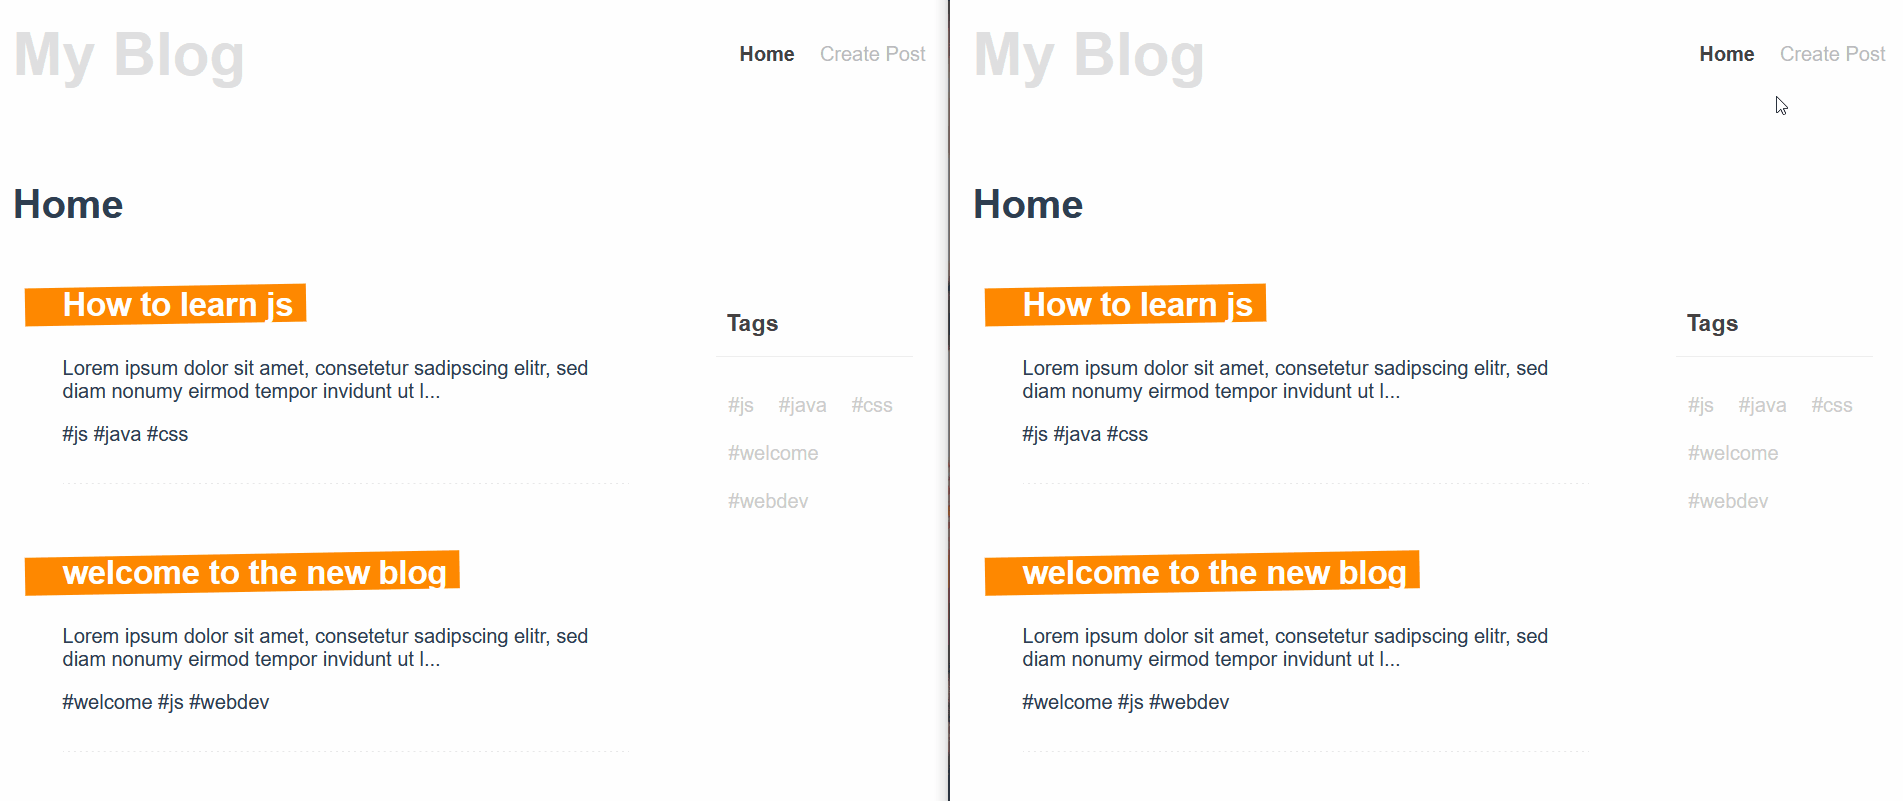 My Blog
Home Create Post
Home
How to learn js
Lorem ipsum dolor sit amet, consetetur sadipscing elitr, sed
diam nonumy eirmod tempor invidunt ut l...
#js #java #css
welcome to the new blog
Lorem ipsum dolor sit amet, consetetur sadipscing elitr, sed
diam nonumy eirmod tempor invidunt ut l...
#welcome #js #webdev
Tags
#js #java #css
#welcome
#webdev
My Blog
Home Create Post
Home
How to learn js
Lorem ipsum dolor sit amet, consetetur sadipscing elitr, sed
diam nonumy eirmod tempor invidunt ut l...
#js #java #css
welcome to the new blog
Lorem ipsum dolor sit amet, consetetur sadipscing elitr, sed
diam nonumy eirmod tempor invidunt ut l...
#welcome #js #webdev
Tags
#js #java #css
#welcome
#webdev